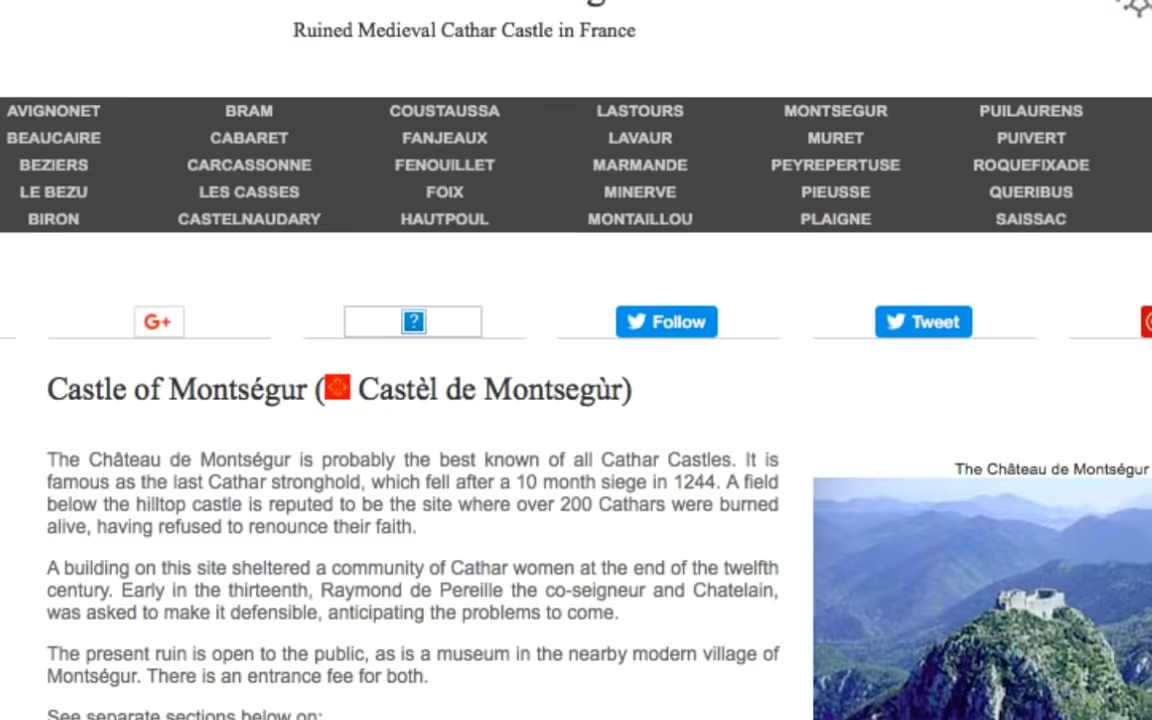 Ruined Medieval Cathar Castle in France
AVIGNONET BRAM COUSTAUSSA LASTOURS MONTSEGUR PUILAURENS
BEAUCAIRE CABARET FANJEAUX LAVAUR MURET PUIVERT
BEZIERS CARCASSONNE FENOUILLET MARMANDE PEYREPERTUSE ROQUEFIXADE
LE BEZU LES CASSES FOIX MINERVE PIEUSSE QUERIBUS
BIRON CASTELNAUDARY HAUTPOUL MONTAILLOU PLAIGNE SAISSAC
G+ ? Follow Tweet
Castle of Montségur ( Castèl de Montsegùr)
The Château de Montségur is probably the best known of all Cathar Castles. It is
famous as the last Cathar stronghold, which fell after a 10 month siege in 1244. A field
below the hilltop castle is reputed to be the site where over 200 Cathars were burned
alive, having refused to renounce their faith.
A building on this site sheltered a community of Cathar women at the end of the twelfth
century. Early in the thirteenth, Raymond de Pereille the co-seigneur and Chatelain,
was asked to make it defensible, anticipating the problems to come.
The present ruin is open to the public, as is a museum in the nearby modern village of
Montségur. There is an entrance fee for both.
See separate sections below on:
The Château de Montségur